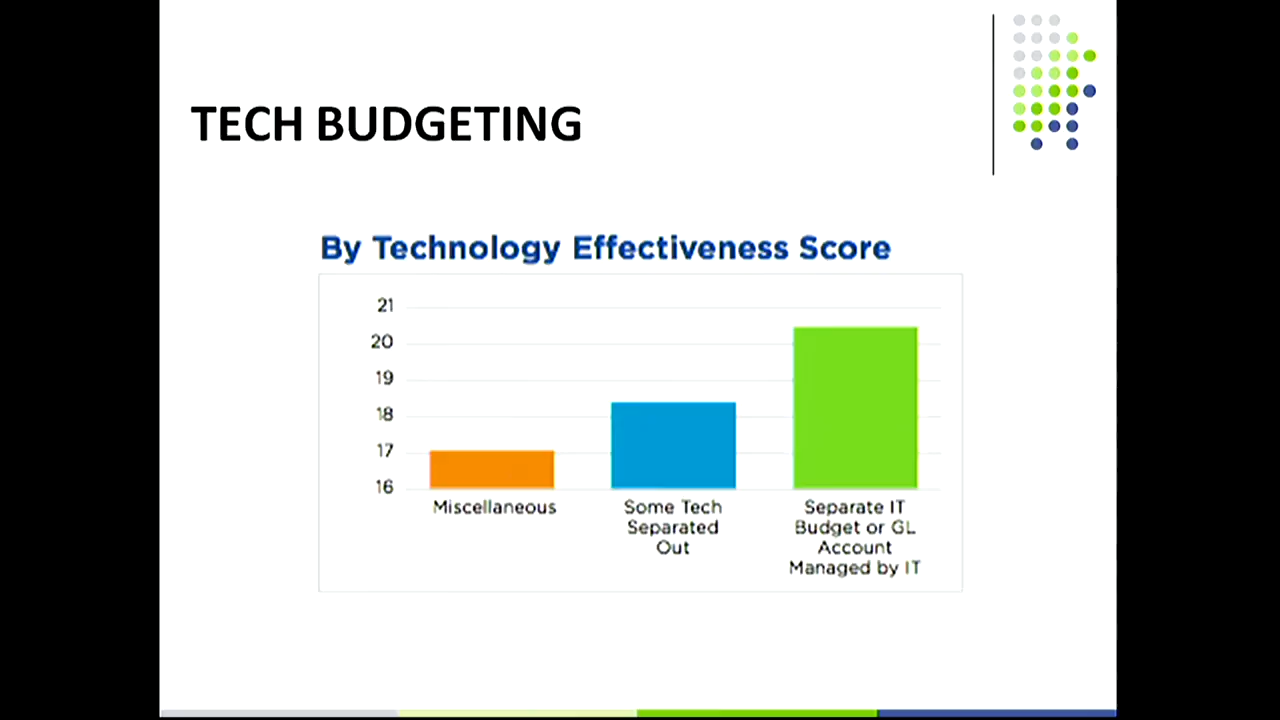 TECH BUDGETING
By Technology Effectiveness Score
21
20
19
18
17
16
Miscellaneous
Some Tech
Separated
Out
Separate IT
Budget or GL
Account
Managed by IT